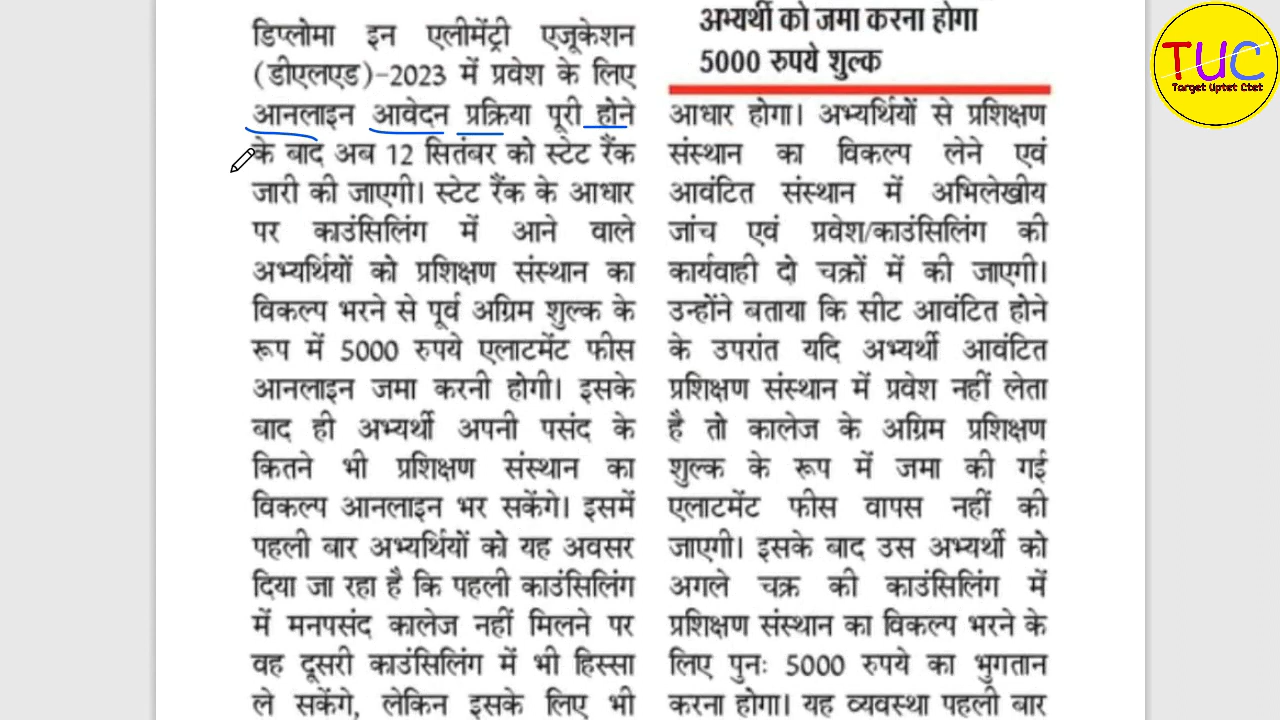 डिप्लोमा इन एलीमेंट्री एजूकेशन
(डीएलएड)-2023 में प्रवेश के लिए
आनलाइन आवेदन प्रक्रिया पूरी होने
के बाद अब 12 सितंबर को स्टेट रैंक
जारी की जाएगी। स्टेट रैंक के आधार
पर काउंसिलिंग में आने वाले
अभ्यर्थियों को प्रशिक्षण संस्थान का
विकल्प भरने से पूर्व अग्रिम शुल्क के
रूप में 5000 रुपये एलाटमेंट फीस
आनलाइन जमा करनी होगी। इसके
बाद ही अभ्यर्थी अपनी पसंद के
कितने भी प्रशिक्षण संस्थान का
विकल्प आनलाइन भर सकेंगे। इसमें
पहली बार अभ्यर्थियों को यह अवसर
दिया जा रहा है कि पहली काउंसिलिंग
में मनपसंद कालेज नहीं मिलने पर
वह दूसरी काउंसिलिंग में भी हिस्सा
ले सकेंगे, लेकिन इसके लिए भी
अभ्यर्थी को जमा करना होगा
5000 रुपये शुल्क
आधार होगा। अभ्यर्थियों से प्रशिक्षण
संस्थान का विकल्प लेने एवं
आवंटित संस्थान में अभिलेखीय
जांच एवं प्रवेश/काउंसिलिंग की
कार्यवाही दो चक्रों में की जाएगी।
उन्होंने बताया कि सीट आवंटित होने
के उपरांत यदि अभ्यर्थी आवंटित
प्रशिक्षण संस्थान में प्रवेश नहीं लेता
है तो कालेज के अग्रिम प्रशिक्षण
शुल्क के रूप में जमा की गई
एलाटमेंट फीस वापस नहीं की
जाएगी। इसके बाद उस अभ्यर्थी को
अगले चक्र की काउंसिलिंग में
प्रशिक्षण संस्थान का विकल्प भरने के
लिए पुनः 5000 रुपये का भुगतान
करना होगा। यह व्यवस्था पहली बार
TUC
Target Uptet Ctet